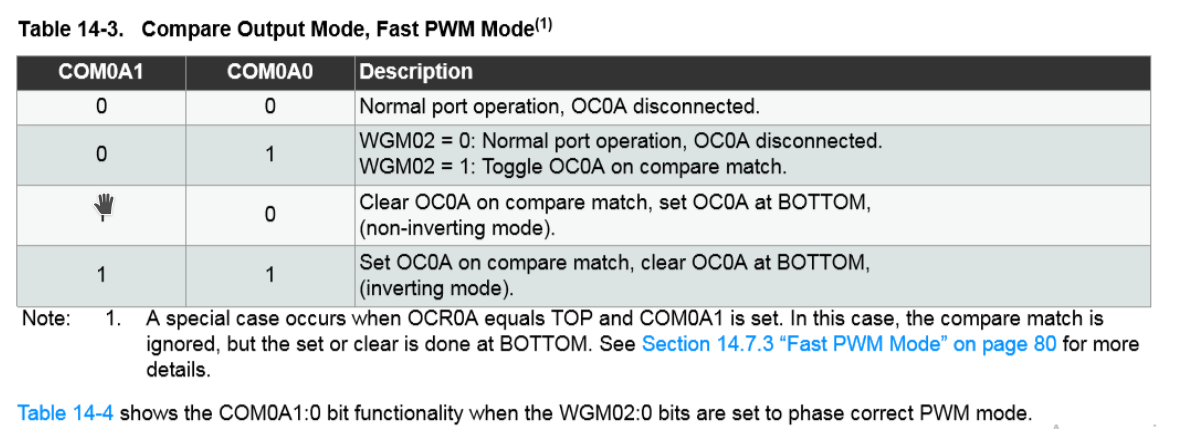 Table 14-3. Compare Output Mode, Fast PWM Mode(1)
COM0A1 COM0A0 Description
0 0 Normal port operation, OC0A disconnected.
0 1 WGM02 = 0: Normal port operation, OC0A disconnected.
WGM02 = 1: Toggle OC0A on compare match.
0 Clear OC0A on compare match, set OC0A at BOTTOM,
(non-inverting mode).
1 1 Set OC0A on compare match, clear OC0A at BOTTOM,
(inverting mode).
Note: 1. A special case occurs when OCR0A equals TOP and COM0A1 is set. In this case, the compare match is
ignored, but the set or clear is done at BOTTOM. See Section 14.7.3 “Fast PWM Mode” on page 80 for more
details.
Table 14-4 shows the COM0A1:0 bit functionality when the WGM02:0 bits are set to phase correct PWM mode.